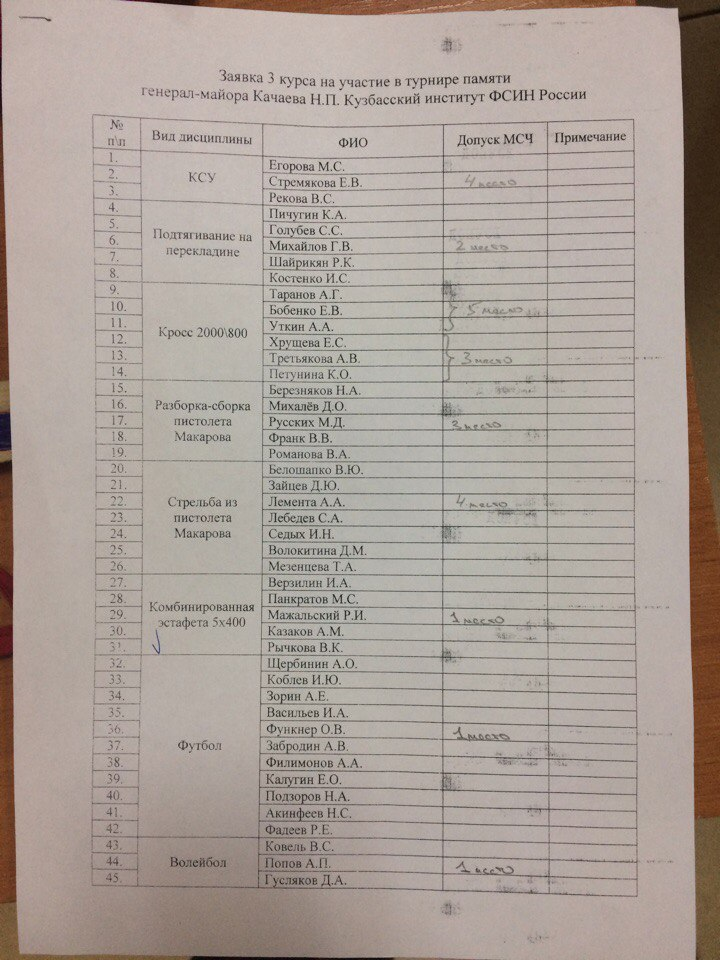 Заявка 3 курса на участие в турнире памяти
генерал-майора Качаева Н.П. Кузбасский институт ФСИН России
№ п\п Вид дисциплины ФИО Допуск МСЧ Примечание
1. Егорова М.С.
2. КСУ Стремякова Е.В. 4 место
3. Рекова В.С.
4. Пичугин К.А.
5. Голубев С.С.
6. Подтягивание на перекладине Михайлов Г.В. 2 место
7. Шайрикян Р.К.
8. Костенко И.С.
9. Таранов А.Г.
10. Бобенко Е.В. 5 место
11. Кросс 2000\800 Уткин А.А.
12. Хрущева Е.С.
13. Третьякова А.В. 3 место
14. Петунина К.О.
15. Березняков Н.А.
16. Михалёв Д.О.
17. Разборка-сборка пистолета Макарова Русских М.Д. 3 место
18. Франк В.В.
19. Романова В.А.
20. Белошапко В.Ю.
21. Зайцев Д.Ю.
22. Стрельба из пистолета Макарова Лемента А.А. 4 место
23. Лебедев С.А.
24. Седых И.Н.
25. Волокитина Д.М.
26. Мезенцева Т.А.
27. Верзилин И.А.
28. Панкратов М.С.
29. Комбинированная эстафета 5х400 Мажальский Р.И. 1 место
30. Казаков А.М.
31. Рычкова В.К.
32. Щербинин А.О.
33. Коблев И.Ю.
34. Зорин А.Е.
35. Васильев И.А.
36. Функнер О.В. 1 место
37. Футбол Забродин А.В.
38. Филимонов А.А.
39. Калугин Е.О.
40. Подзоров Н.А.
41. Акинфеев Н.С.
42. Фадеев Р.Е.
43. Ковель В.С.
44. Волейбол Попов А.П. 1 место
45. Гусляков Д.А.